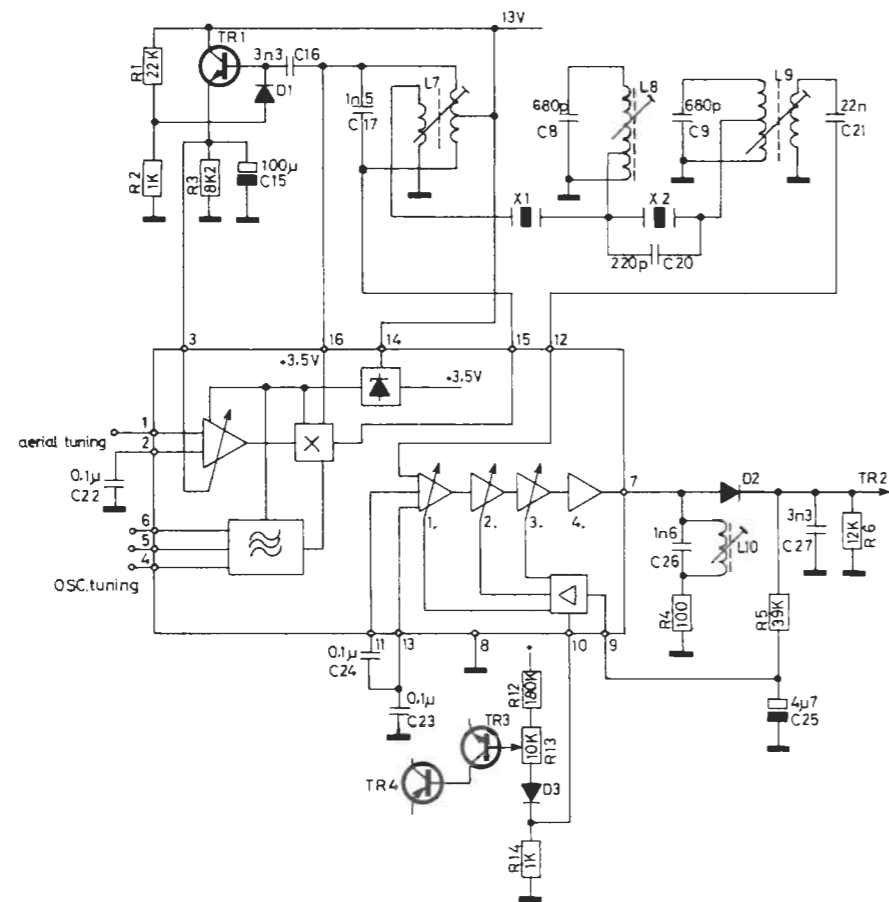 13V
TR1
R1
22K
3n3
C16
D1
1n5
C17
L7
680p
C8
L8
680p
C9
L9
22n
C21
R2
1K
R3
8K2
100µ
C15
X1
X2
220p
C20
3
16
14
15
12
+3.5V
+3.5V
1
2
aerial tuning
0.1µ
C22
6
5
4
OSC.tuning
1.
2.
3.
4.
7
D2
TR2
1n6
C26
L10
3n3
C27
12K
R6
R4
100
R5
39K
11
13
8
10
9
0.1µ
C24
0.1µ
C23
4µ7
C25
R12
180K
TR3
10K
R13
TR4
D3
R14
1K